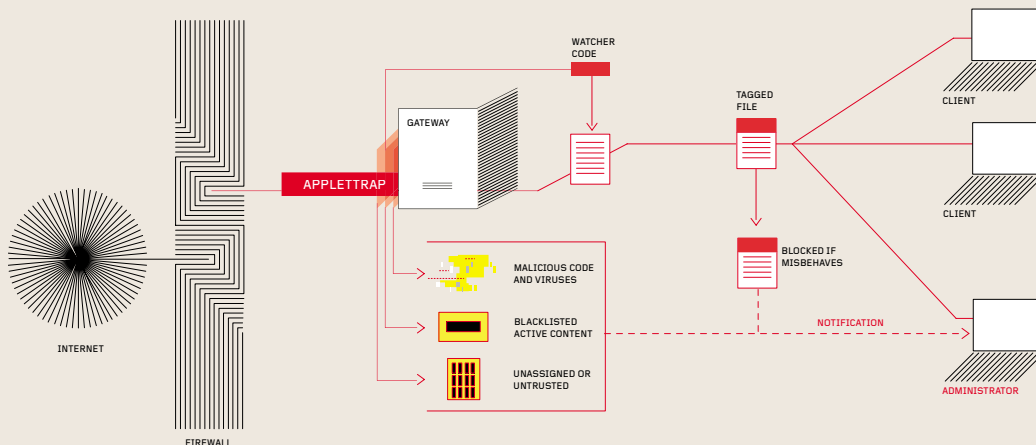 WATCHER
CODE
TAGGED
FILE
CLIENT
GATEWAY
APPLETTRAP
CLIENT
BLOCKED IF
MISBEHAVES
MALICIOUS CODE
AND VIRUSES
BLACKLISTED
ACTIVE CONTENT
NOTIFICATION
INTERNET
UNASSIGNED OR
UNTRUSTED
ADMINISTRATOR
FIREWALL